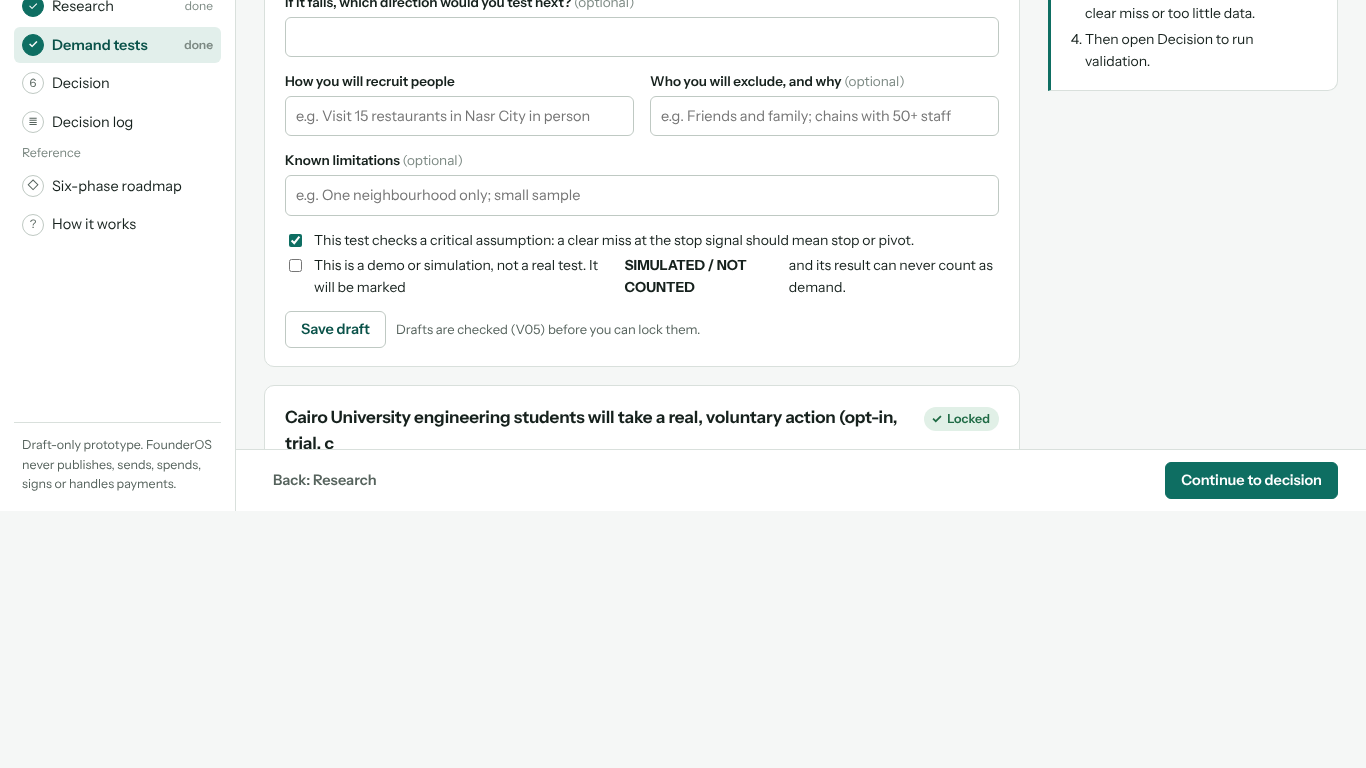 Research done
Demand tests done
6 Decision
Decision log
Reference
Six-phase roadmap
? How it works
Draft-only prototype. FounderOS
never publishes, sends, spends,
signs or handles payments.
If it fails, which direction would you test next? (optional)
How you will recruit people
e.g. Visit 15 restaurants in Nasr City in person
Who you will exclude, and why (optional)
e.g. Friends and family; chains with 50+ staff
Known limitations (optional)
e.g. One neighbourhood only; small sample
This test checks a critical assumption: a clear miss at the stop signal should mean stop or pivot.
This is a demo or simulation, not a real test. It
will be marked
SIMULATED / NOT
COUNTED
and its result can never count as
demand.
Save draft Drafts are checked (V05) before you can lock them.
Cairo University engineering students will take a real, voluntary action (opt-in,
trial, c
Locked
clear miss or too little data.
4. Then open Decision to run
validation.
Back: Research
Continue to decision